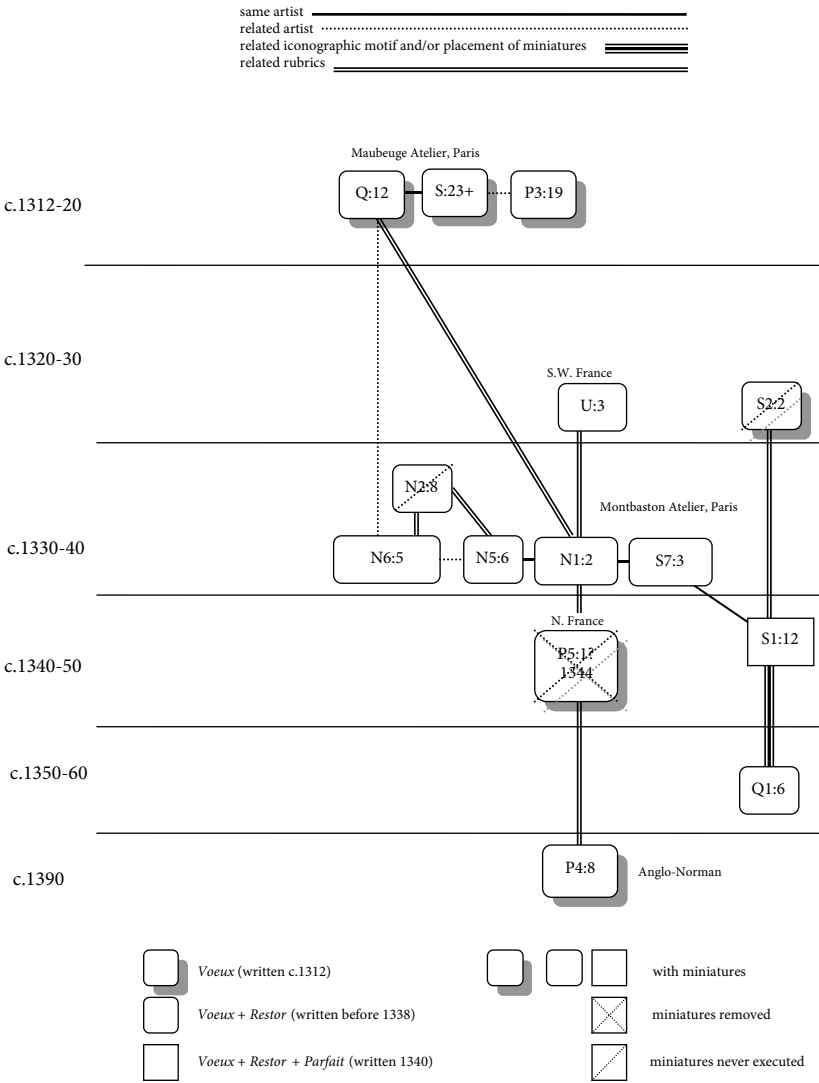 same artist
related artist
related iconographic motif and/or placement of miniatures
related rubrics
Maubeuge Atelier, Paris
c.1312-20
Q:12
S:23+
P3:19
c.1320-30
S.W. France
U:3
S2:2
N2:8
Montbaston Atelier, Paris
c.1330-40
N6:5
N5:6
N1:2
S7:3
N. France
c.1340-50
P5:1?
1344
S1:12
c.1350-60
Q1:6
c.1390
P4:8
Anglo-Norman
Voeux (written c.1312)
with miniatures
Voeux + Restor (written before 1338)
miniatures removed
Voeux + Restor + Parfait (written 1340)
miniatures never executed